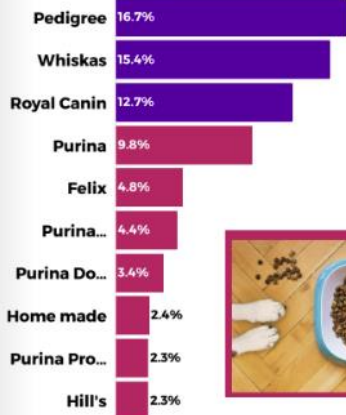 Pedigree 16.7%
Whiskas 15.4%
Royal Canin 12.7%
Purina 9.8%
Felix 4.8%
Purina... 4.4%
Purina Do... 3.4%
Home made 2.4%
Purina Pro... 2.3%
Hill's 2.3%